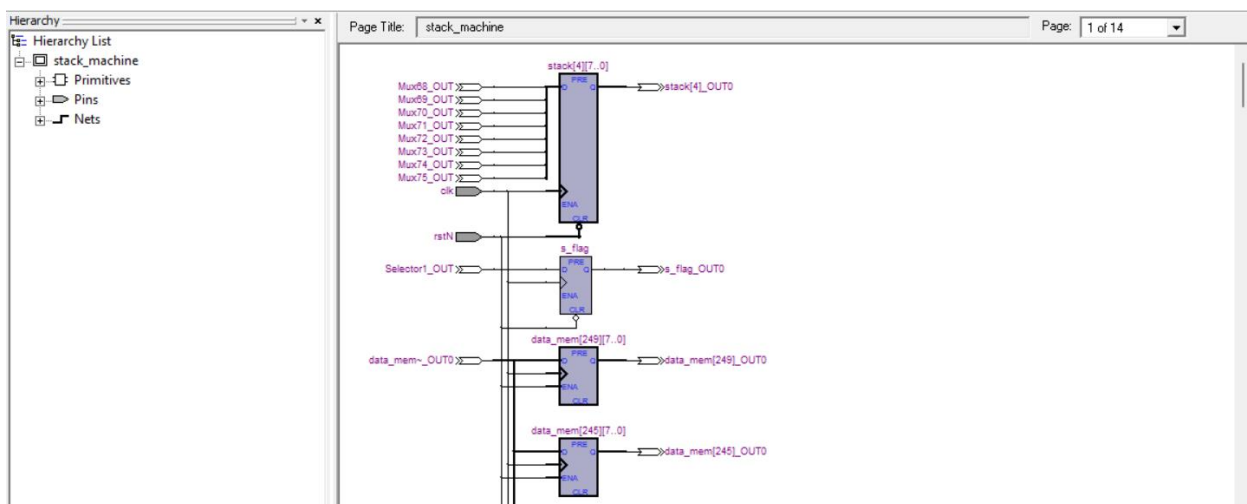 Hierarchy
Hierarchy List
stack_machine
Primitives
Pins
Nets
Page Title: stack_machine Page: 1 of 14
stack[4][7..0]
PRE
Mux68_OUT D Q stack[4]_OUT0
Mux69_OUT
Mux70_OUT
Mux71_OUT
Mux72_OUT
Mux73_OUT
Mux74_OUT
Mux75_OUT
clk
ENA
CLR
rstN
s_flag
PRE
Selector1_OUT D Q s_flag_OUT0
ENA
CLR
data_mem[249][7..0]
PRE
data_mem~_OUT0 D Q data_mem[249]_OUT0
ENA
CLR
data_mem[245][7..0]
PRE
D Q data_mem[245]_OUT0
ENA
CLR